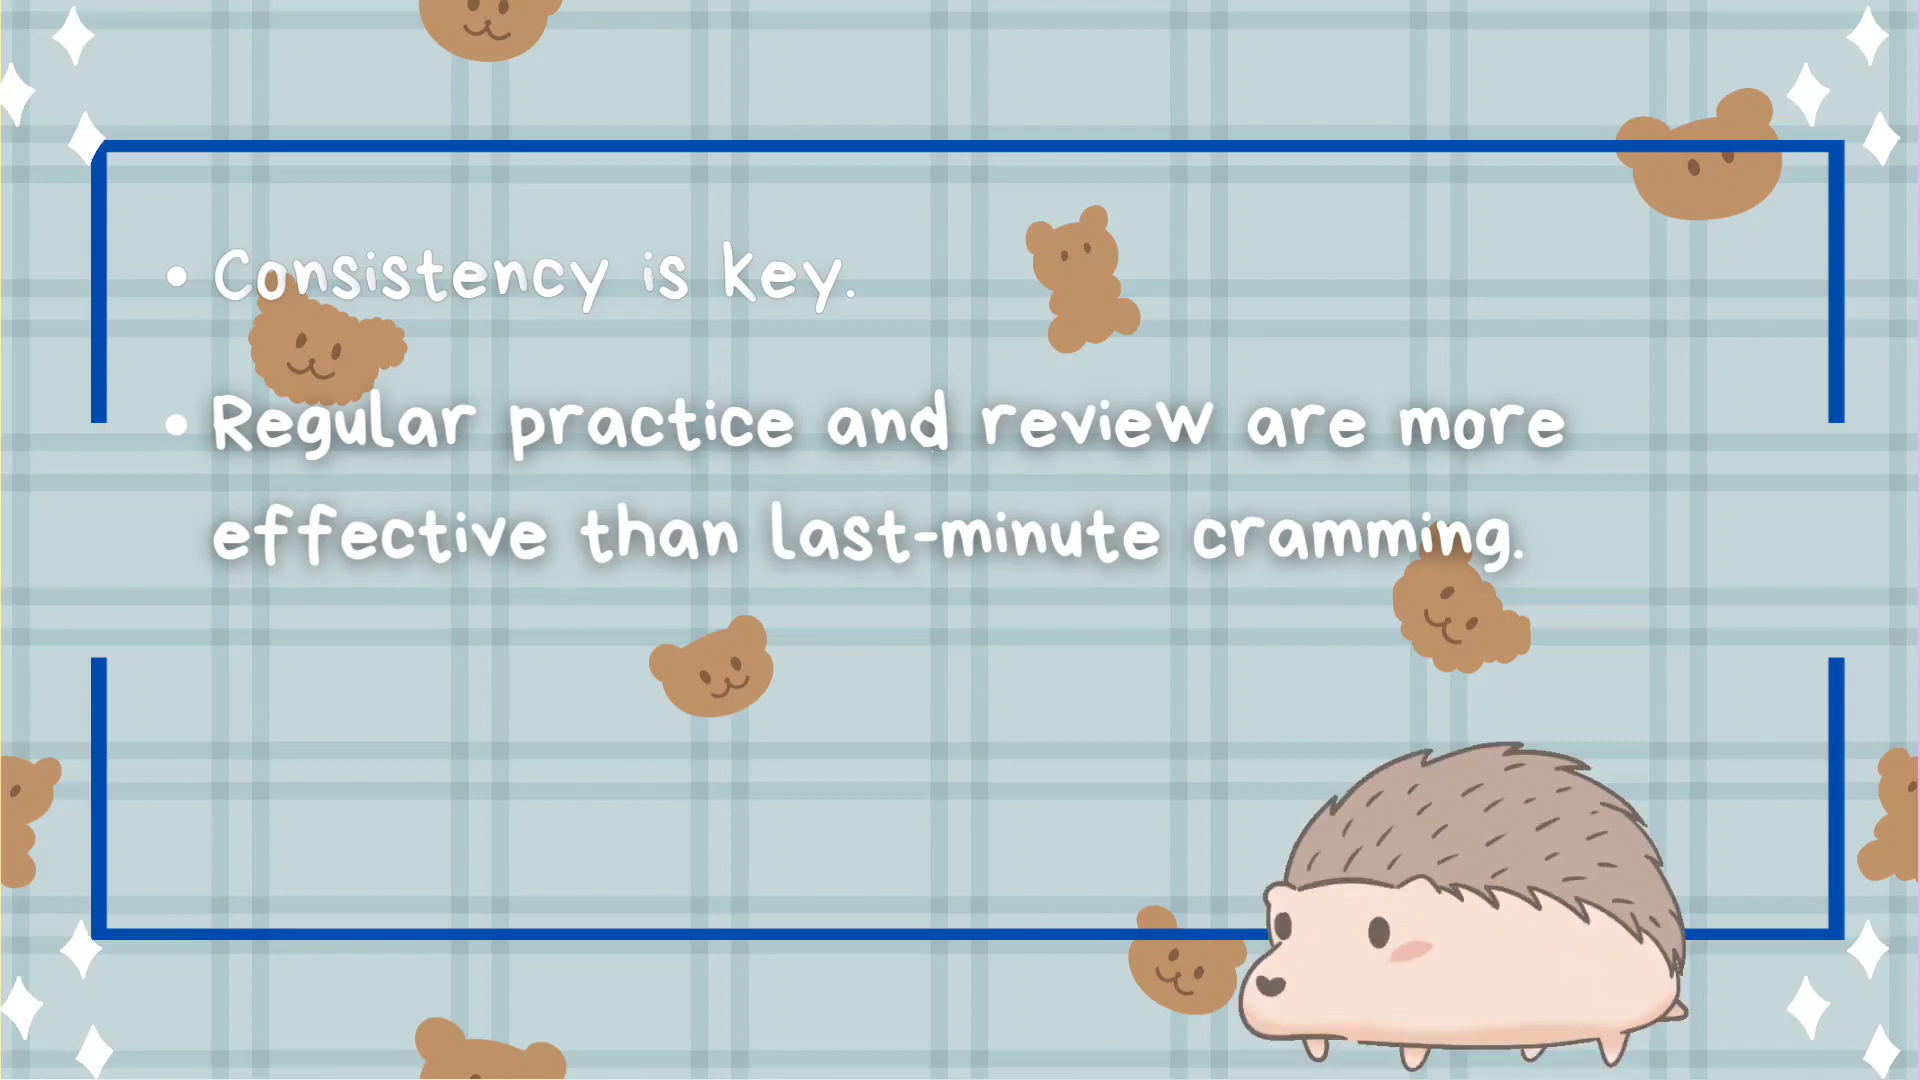 • Consistency is key.
• Regular practice and review are more
effective than last-minute cramming.